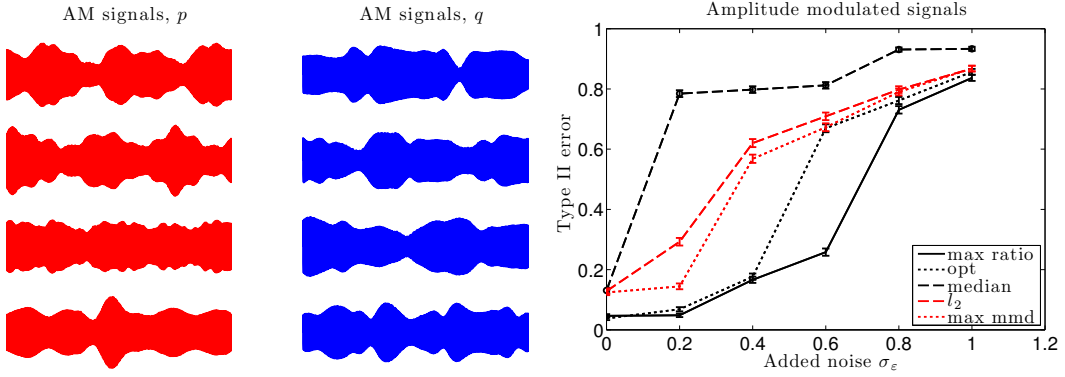 AM signals, p
AM signals, q
Amplitude modulated signals
Type II error
1
0.8
0.6
0.4
0.2
0
0
0.2
0.4
0.6
0.8
1
1.2
Added noise σε
max ratio
opt
median
l2
max mmd